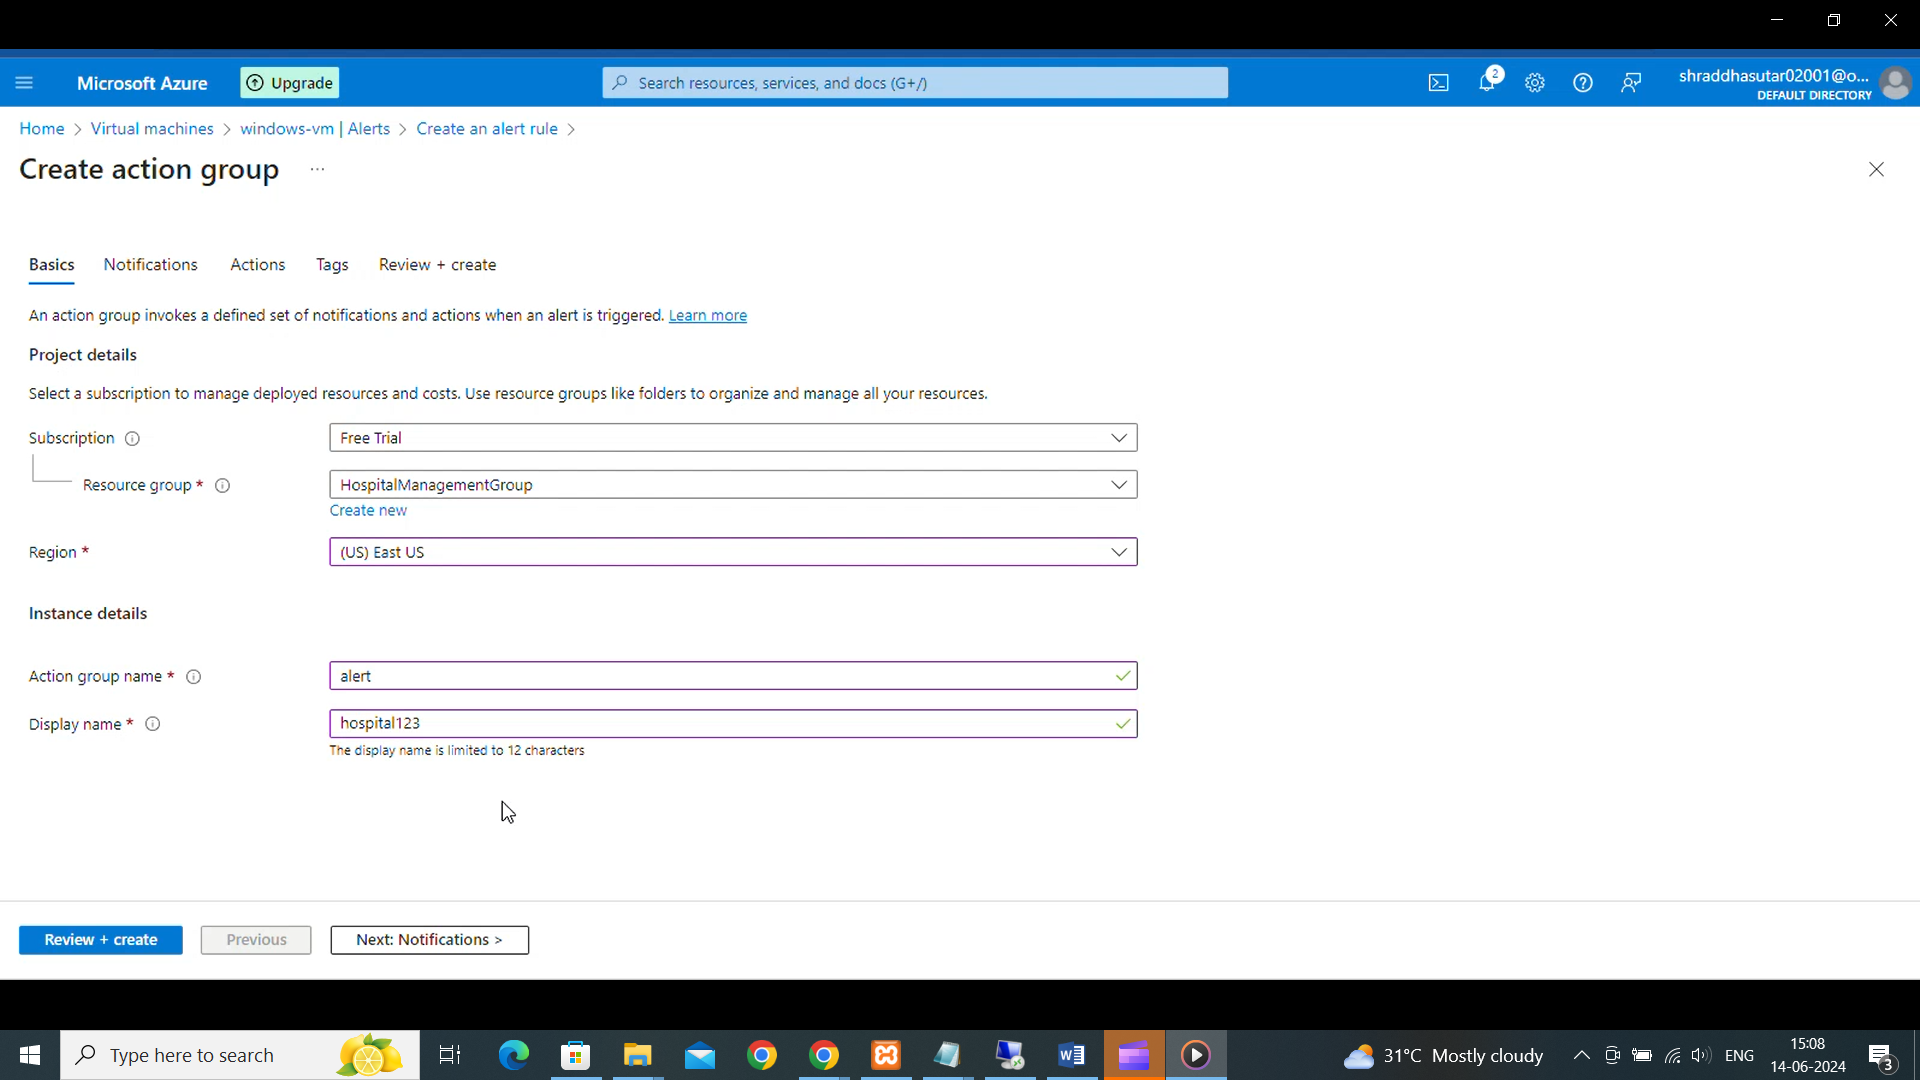 Microsoft Azure
Upgrade
Search resources, services, and docs (G+/)
2
shraddhasutar02001@o...
DEFAULT DIRECTORY
Home > Virtual machines > windows-vm | Alerts > Create an alert rule >
Create action group ...
Basics Notifications Actions Tags Review + create
An action group invokes a defined set of notifications and actions when an alert is triggered. Learn more
Project details
Select a subscription to manage deployed resources and costs. Use resource groups like folders to organize and manage all your resources.
Subscription
Free Trial
Resource group *
HospitalManagementGroup
Create new
Region *
(US) East US
Instance details
Action group name *
alert
Display name *
hospital123
The display name is limited to 12 characters
Review + create
Previous
Next: Notifications >
Type here to search
31°C Mostly cloudy
ENG
15:08
14-06-2024
3